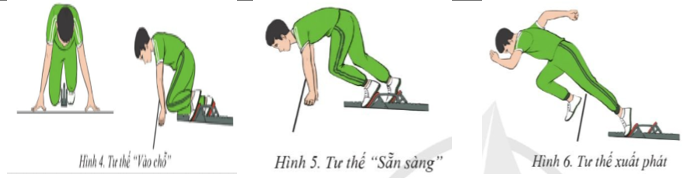 Hình 4. Tư thế “Vào chỗ”
Hình 5. Tư thế “Sẵn sàng”
Hình 6. Tư thế xuất phát